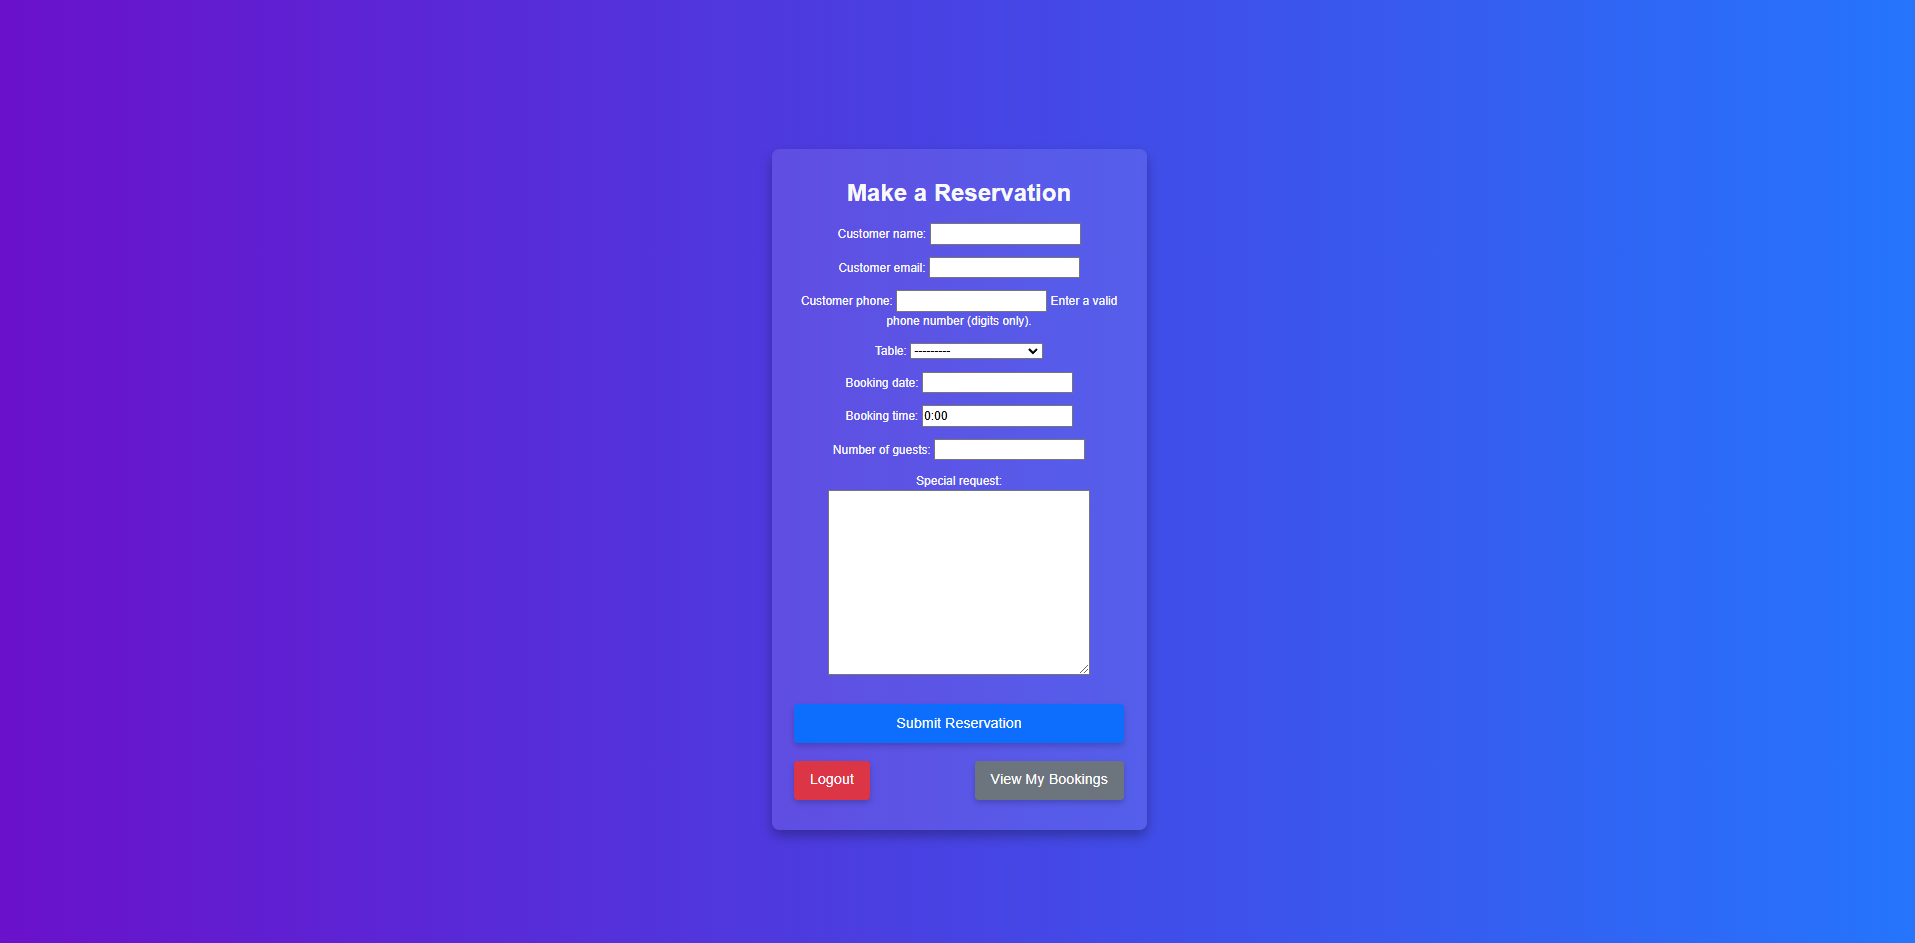 Make a Reservation
Customer name:
Customer email:
Customer phone: Enter a valid
phone number (digits only).
Table: ---------
Booking date:
Booking time: 0:00
Number of guests:
Special request:
Submit Reservation
Logout View My Bookings